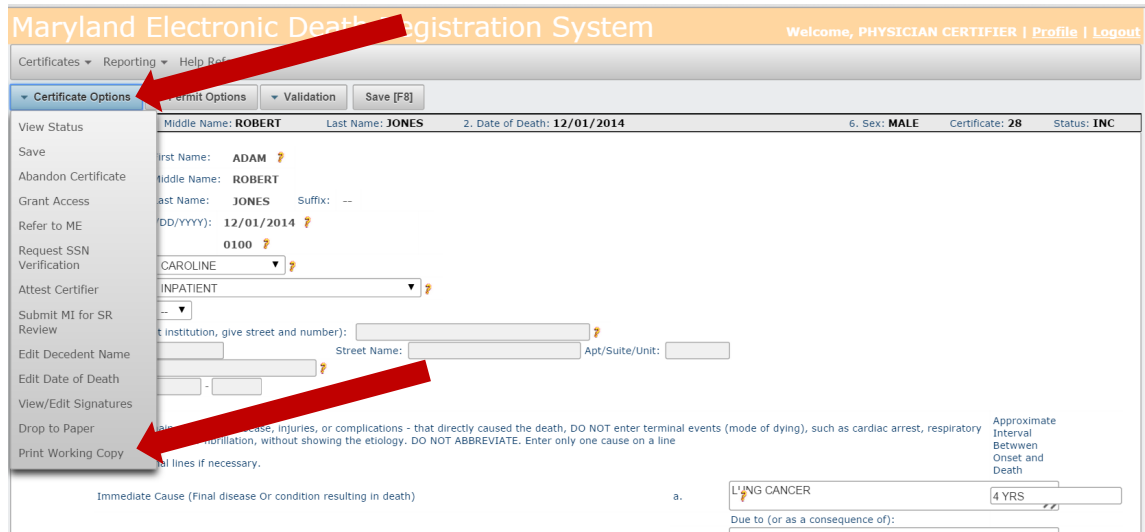 Maryland Electronic Death Registration System
Welcome, PHYSICIAN CERTIFIER | Profile | Logout
Certificates Reporting Help Ref
Certificate Options Permit Options Validation Save [F8]
Middle Name: ROBERT Last Name: JONES 2. Date of Death: 12/01/2014 6. Sex: MALE Certificate: 28 Status: INC
View Status
Save
Abandon Certificate
Grant Access
Refer to ME
Request SSN
Verification
Attest Certifier
Submit MI for SR
Review
Edit Decedent Name
Edit Date of Death
View/Edit Signatures
Drop to Paper
Print Working Copy
irst Name: ADAM
Middle Name: ROBERT
ast Name: JONES Suffix: --
/DD/YYYY): 12/01/2014
0100
CAROLINE
INPATIENT
--
t institution, give street and number):
Street Name: Apt/Suite/Unit:
-
ease, injuries, or complications - that directly caused the death, DO NOT enter terminal events (mode of dying), such as cardiac arrest, respiratory
fibrillation, without showing the etiology. DO NOT ABBREVIATE. Enter only one cause on a line
nal lines if necessary.
Approximate
Interval
Betwwen
Onset and
Death
Immediate Cause (Final disease Or condition resulting in death) a. LUNG CANCER 4 YRS
Due to (or as a consequence of):